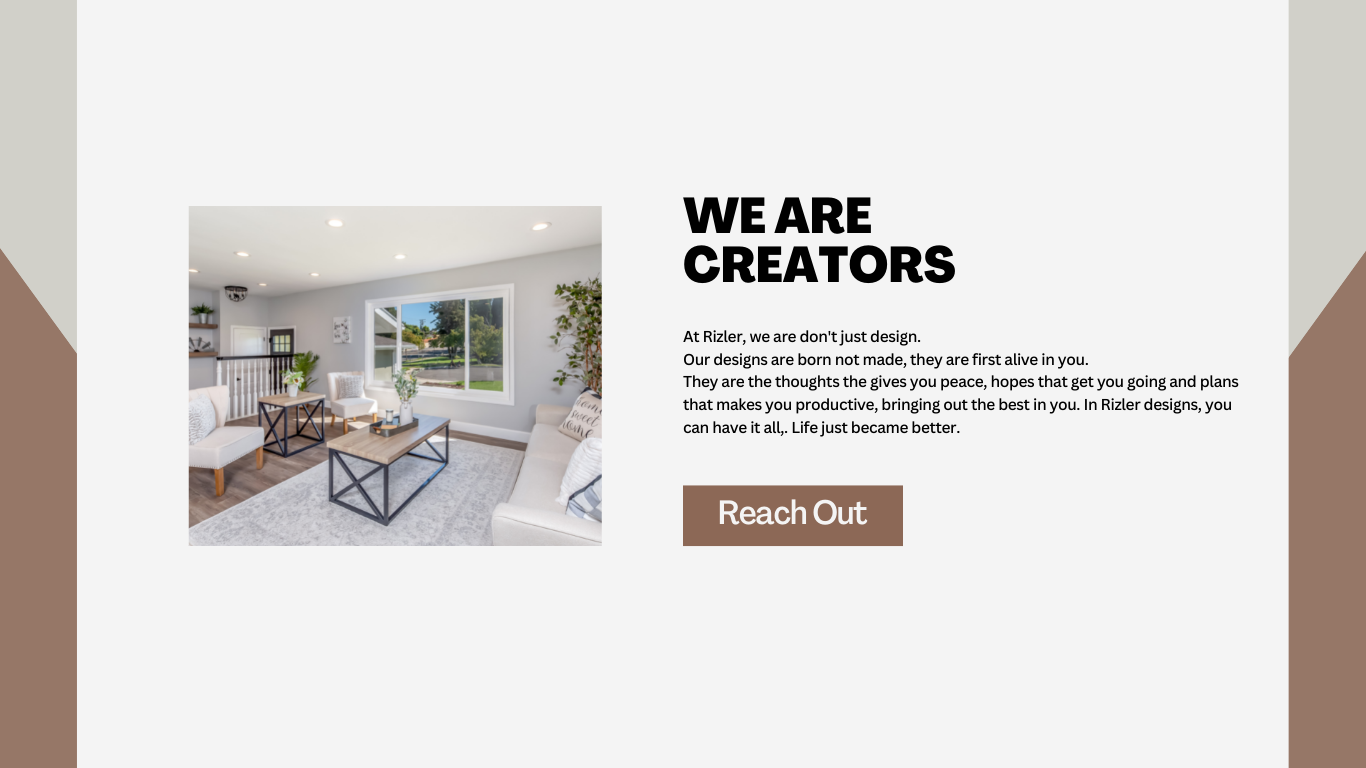 WE ARE
CREATORS
At Rizler, we are don't just design.
Our designs are born not made, they are first alive in you.
They are the thoughts the gives you peace, hopes that get you going and plans
that makes you productive, bringing out the best in you. In Rizler designs, you
can have it all,. Life just became better.
Reach Out
home
sweet
home